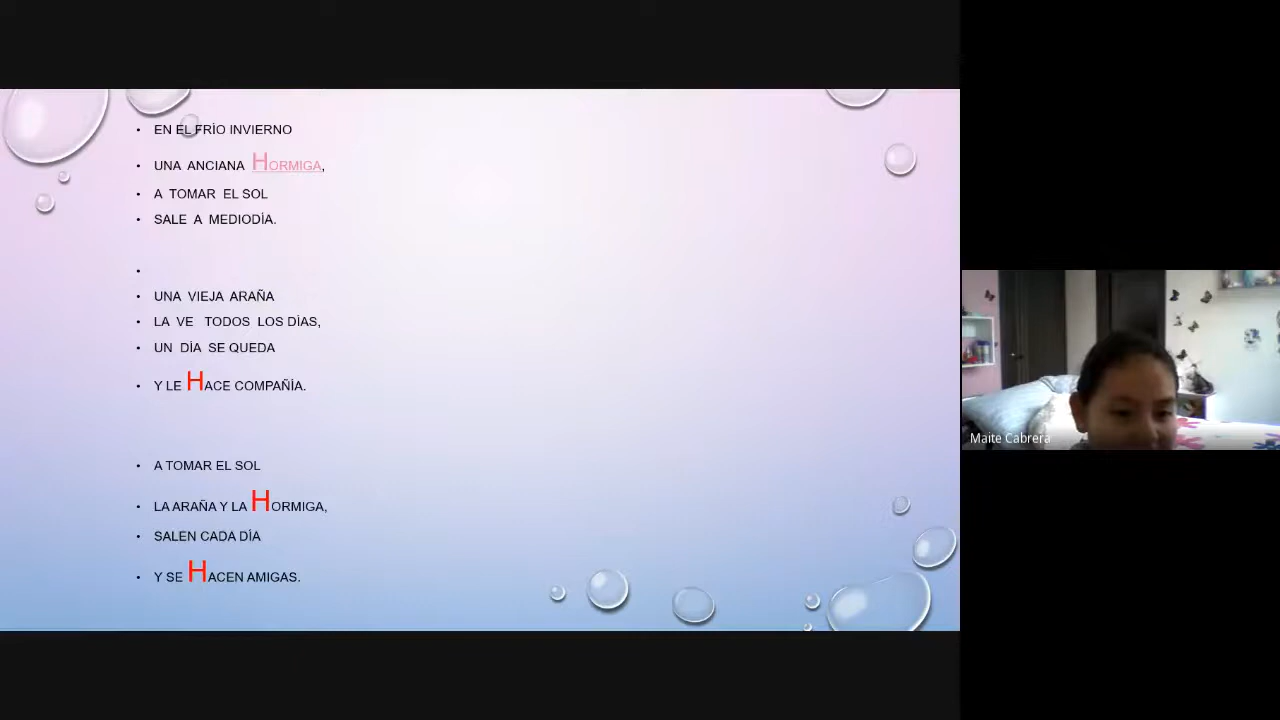 EN EL FRÍO INVIERNO
UNA ANCIANA HORMIGA,
A TOMAR EL SOL
SALE A MEDIODÍA.
UNA VIEJA ARAÑA
LA VE TODOS LOS DÍAS,
UN DÍA SE QUEDA
Y LE HACE COMPAÑÍA.
A TOMAR EL SOL
LA ARAÑA Y LA HORMIGA,
SALEN CADA DÍA
Y SE HACEN AMIGAS.
Maite Cabrera